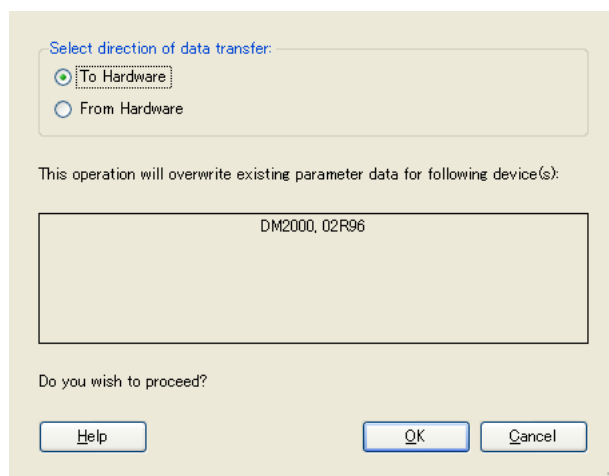 Select direction of data transfer:
To Hardware
From Hardware
This operation will overwrite existing parameter data for following device(s):
DM2000, 02R96
Do you wish to proceed?
Help
OK
Cancel